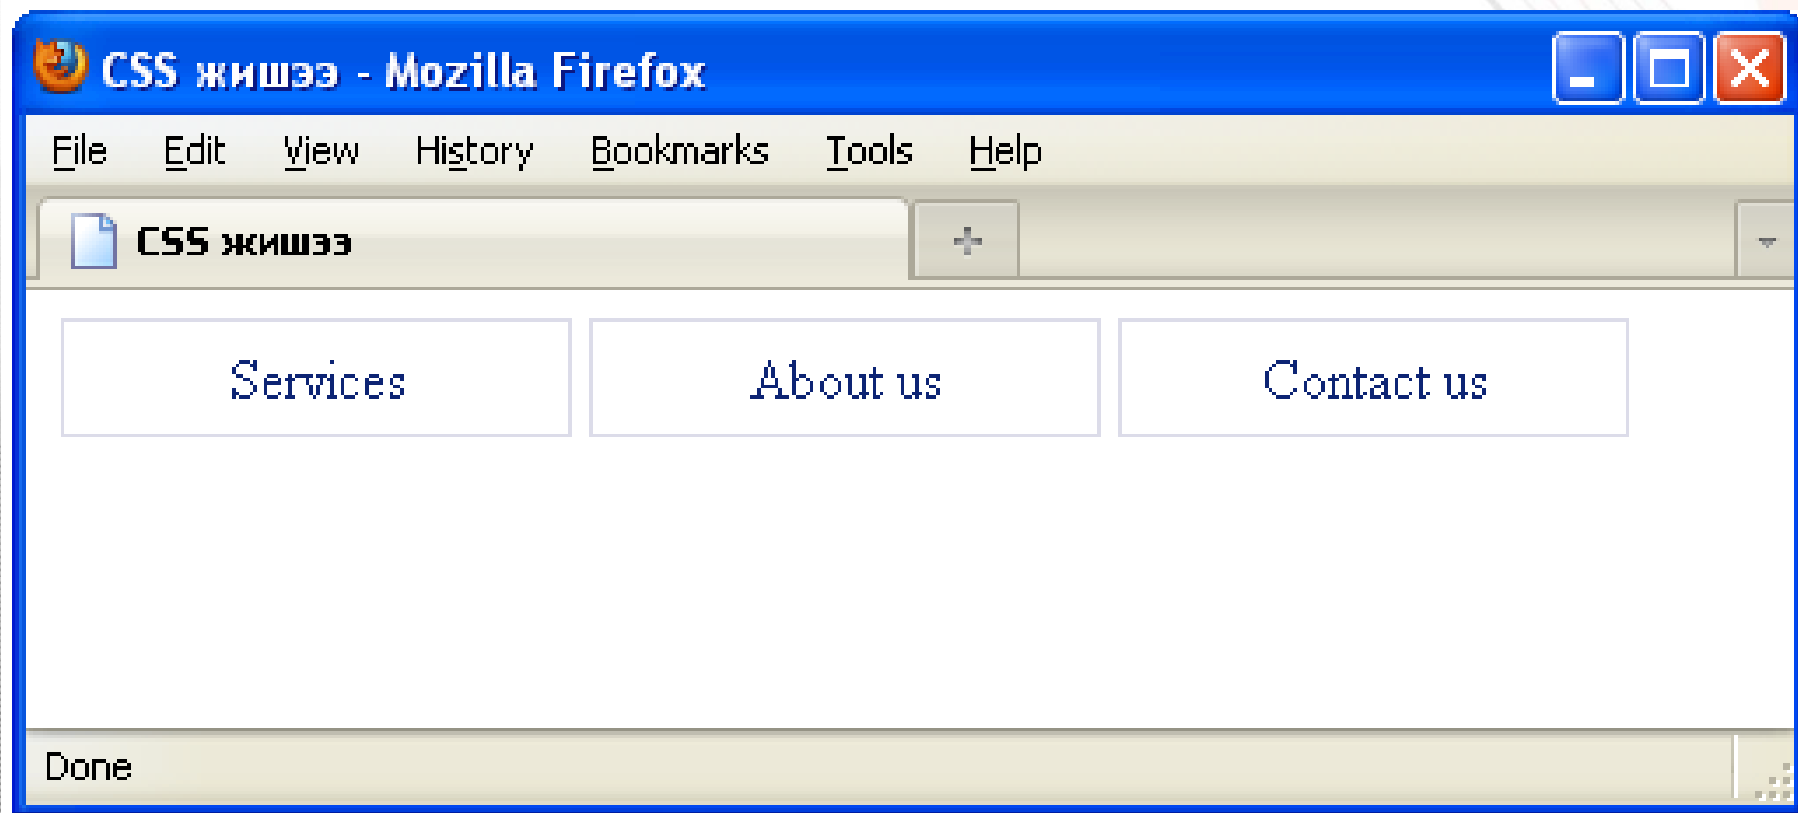 CSS жишээ - Mozilla Firefox
File Edit View History Bookmarks Tools Help
CSS жишээ
Services About us Contact us
Done